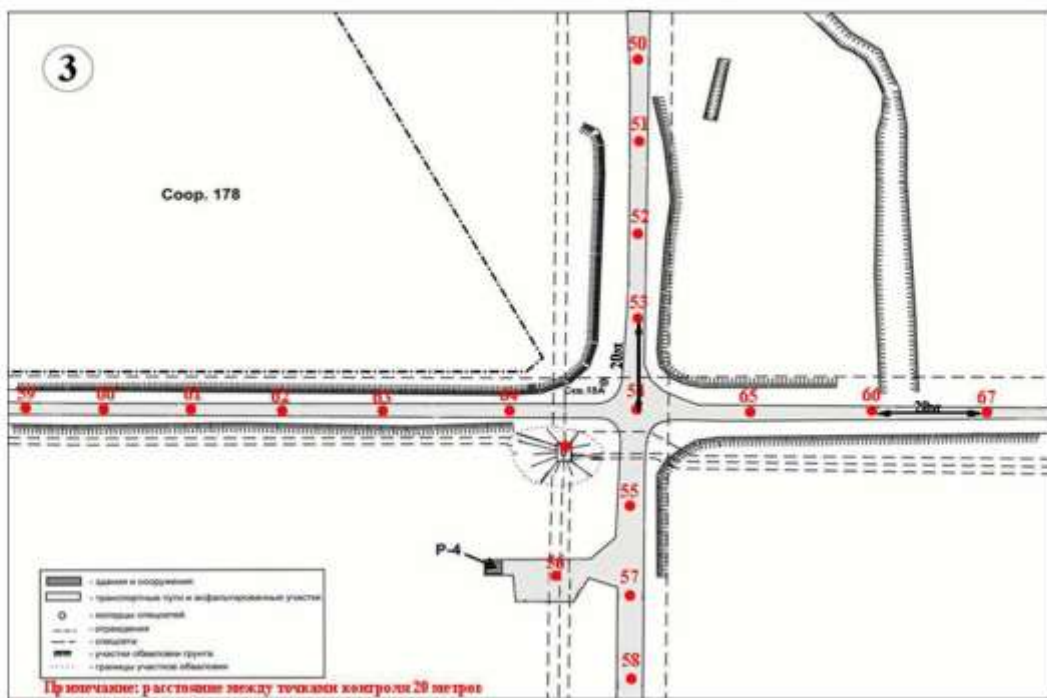 3
50
51
Соор. 178
52
53
20м
59
60
61
62
63
64
54
65
66
20м
67
55
Р-4
56
57
58
- здания и сооружения
- транспортные пути и асфальтированные участки
- колодцы спецсетей
- ограждения
- спецсети
- участки обваловки грунта
- границы участков обваловки
Примечание: расстояние между точками контроля 20 метров